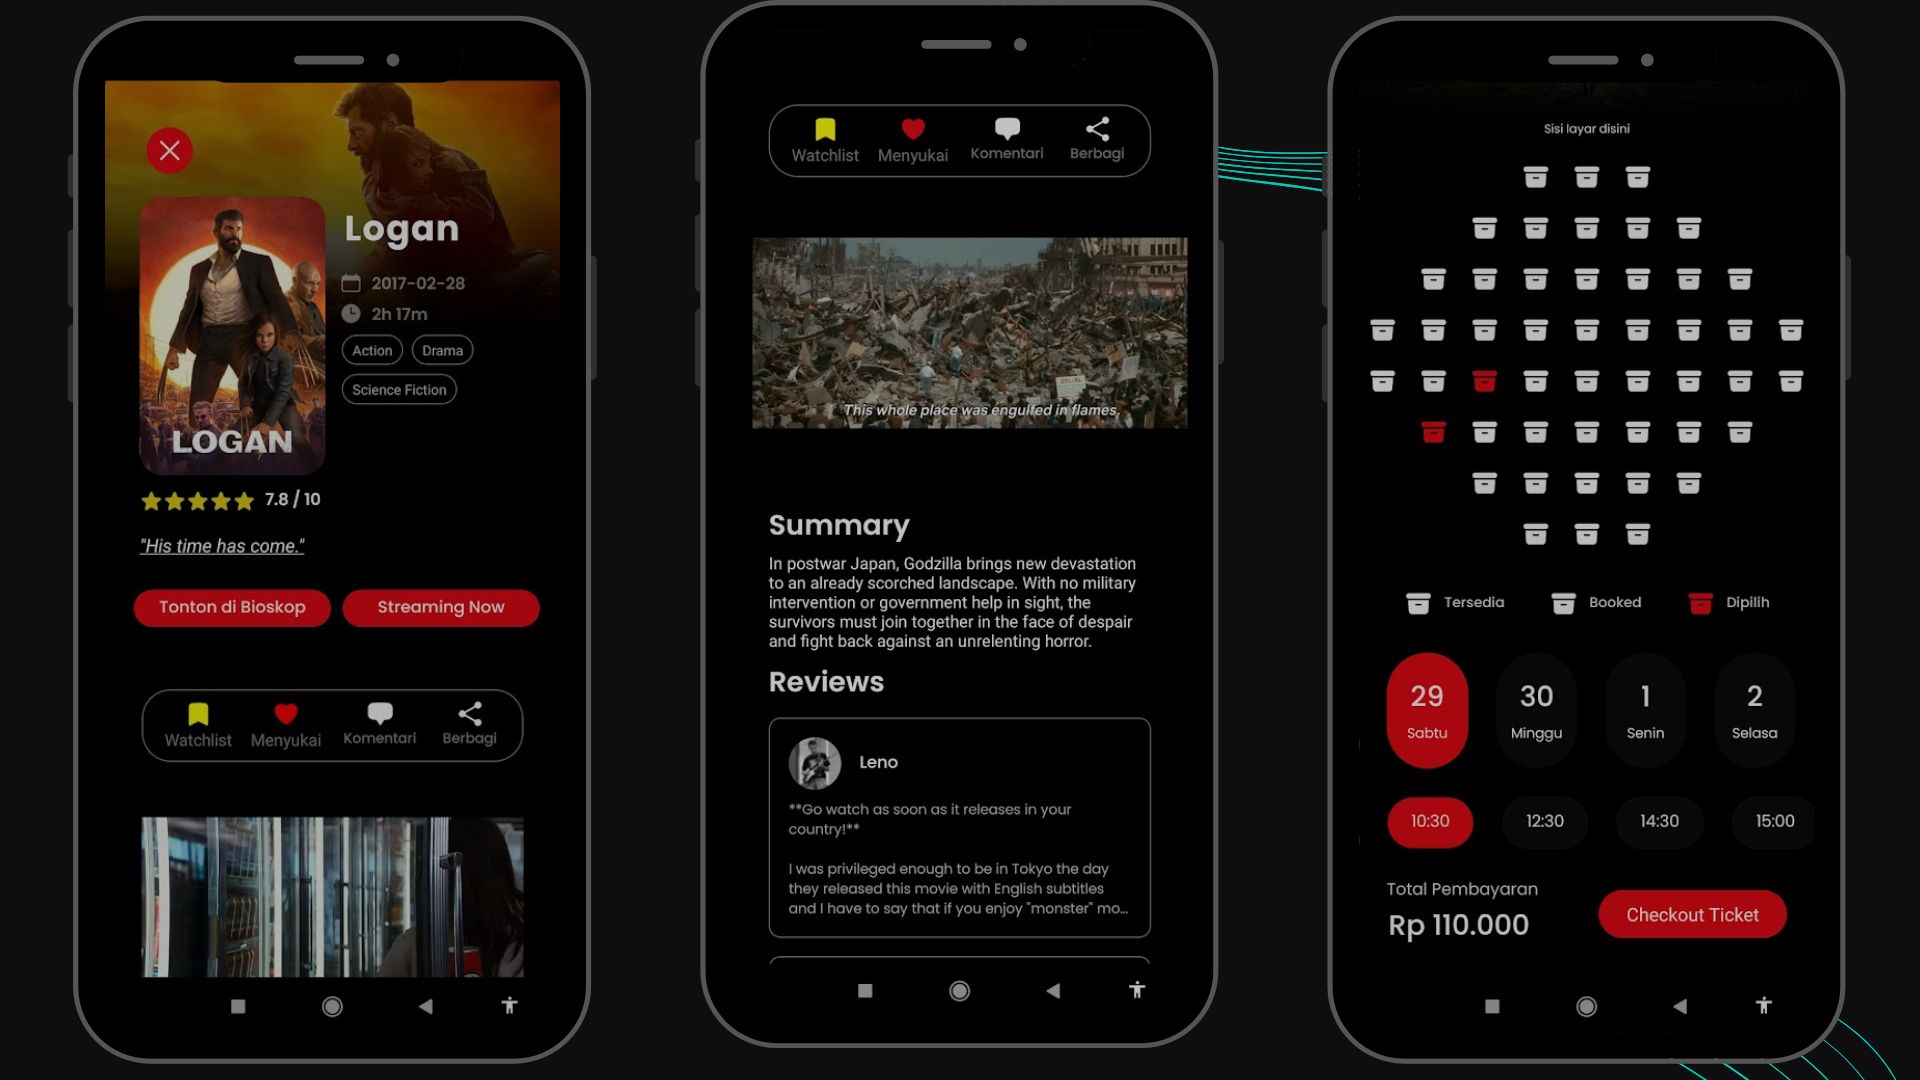 Logan
2017-02-28
2h 17m
Action
Drama
Science Fiction
LOGAN
7.8 / 10
"His time has come."
Tonton di Bioskop
Streaming Now
Watchlist
Menyukai
Komentari
Berbagi
Watchlist
Menyukai
Komentari
Berbagi
This whole place was engulfed in flames.
Summary
In postwar Japan, Godzilla brings new devastation
to an already scorched landscape. With no military
intervention or government help in sight, the
survivors must join together in the face of despair
and fight back against an unrelenting horror.
Reviews
Leno
**Go watch as soon as it releases in your
country!**
I was privileged enough to be in Tokyo the day
they released this movie with English subtitles
and I have to say that if you enjoy "monster" mo...
Sisi layar disini
Tersedia
Booked
Dipilih
29
Sabtu
30
Minggu
1
Senin
2
Selasa
10:30
12:30
14:30
15:00
Total Pembayaran
Rp 110.000
Checkout Ticket